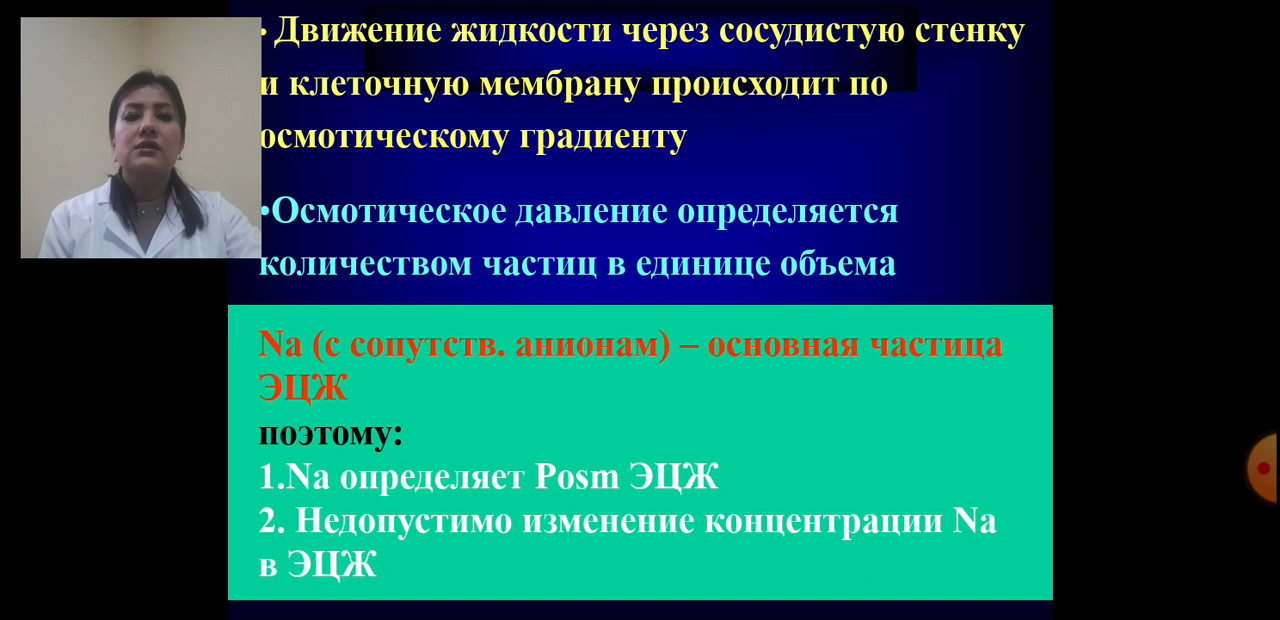 • Движение жидкости через сосудистую стенку
и клеточную мембрану происходит по
осмотическому градиенту
•Осмотическое давление определяется
количеством частиц в единице объема
Na (с сопутств. анионам) – основная частица
ЭЦЖ
поэтому:
1.Na определяет Posm ЭЦЖ
2. Недопустимо изменение концентрации Na
в ЭЦЖ